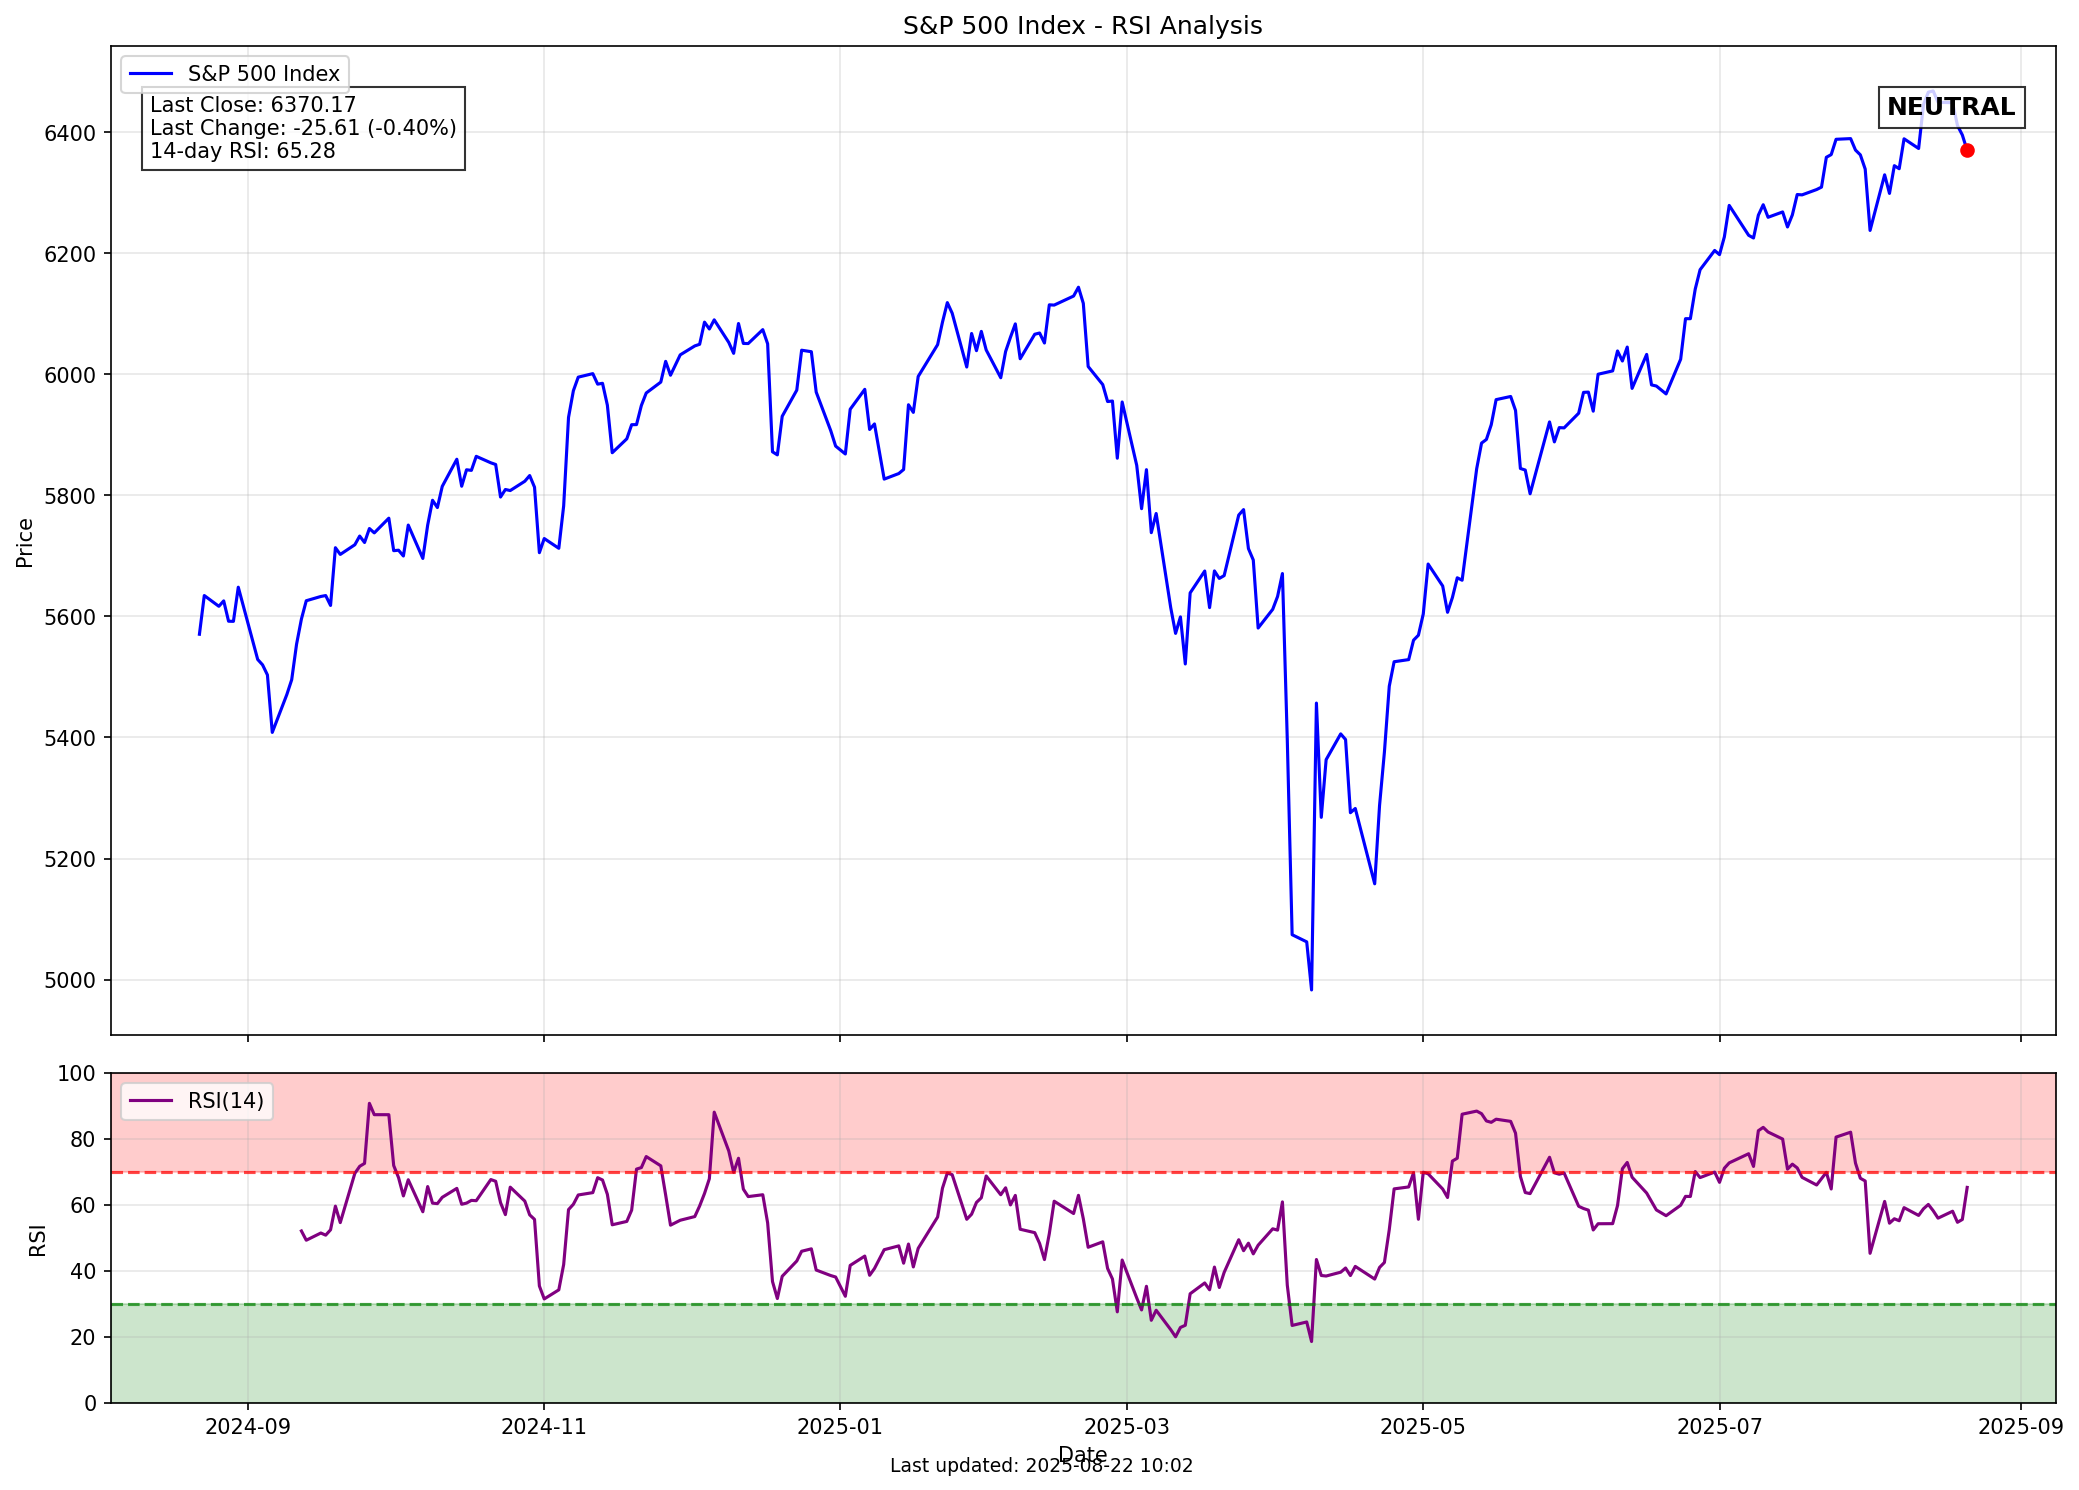 S&P 500 Index - RSI Analysis
S&P 500 Index
Last Close: 6370.17
Last Change: -25.61 (-0.40%)
14-day RSI: 65.28
NEUTRAL
Price
6400
6200
6000
5800
5600
5400
5200
5000
RSI(14)
RSI
100
80
60
40
20
0
2024-09
2024-11
2025-01
2025-03
2025-05
2025-07
2025-09
Date
Last updated: 2025-08-22 10:02